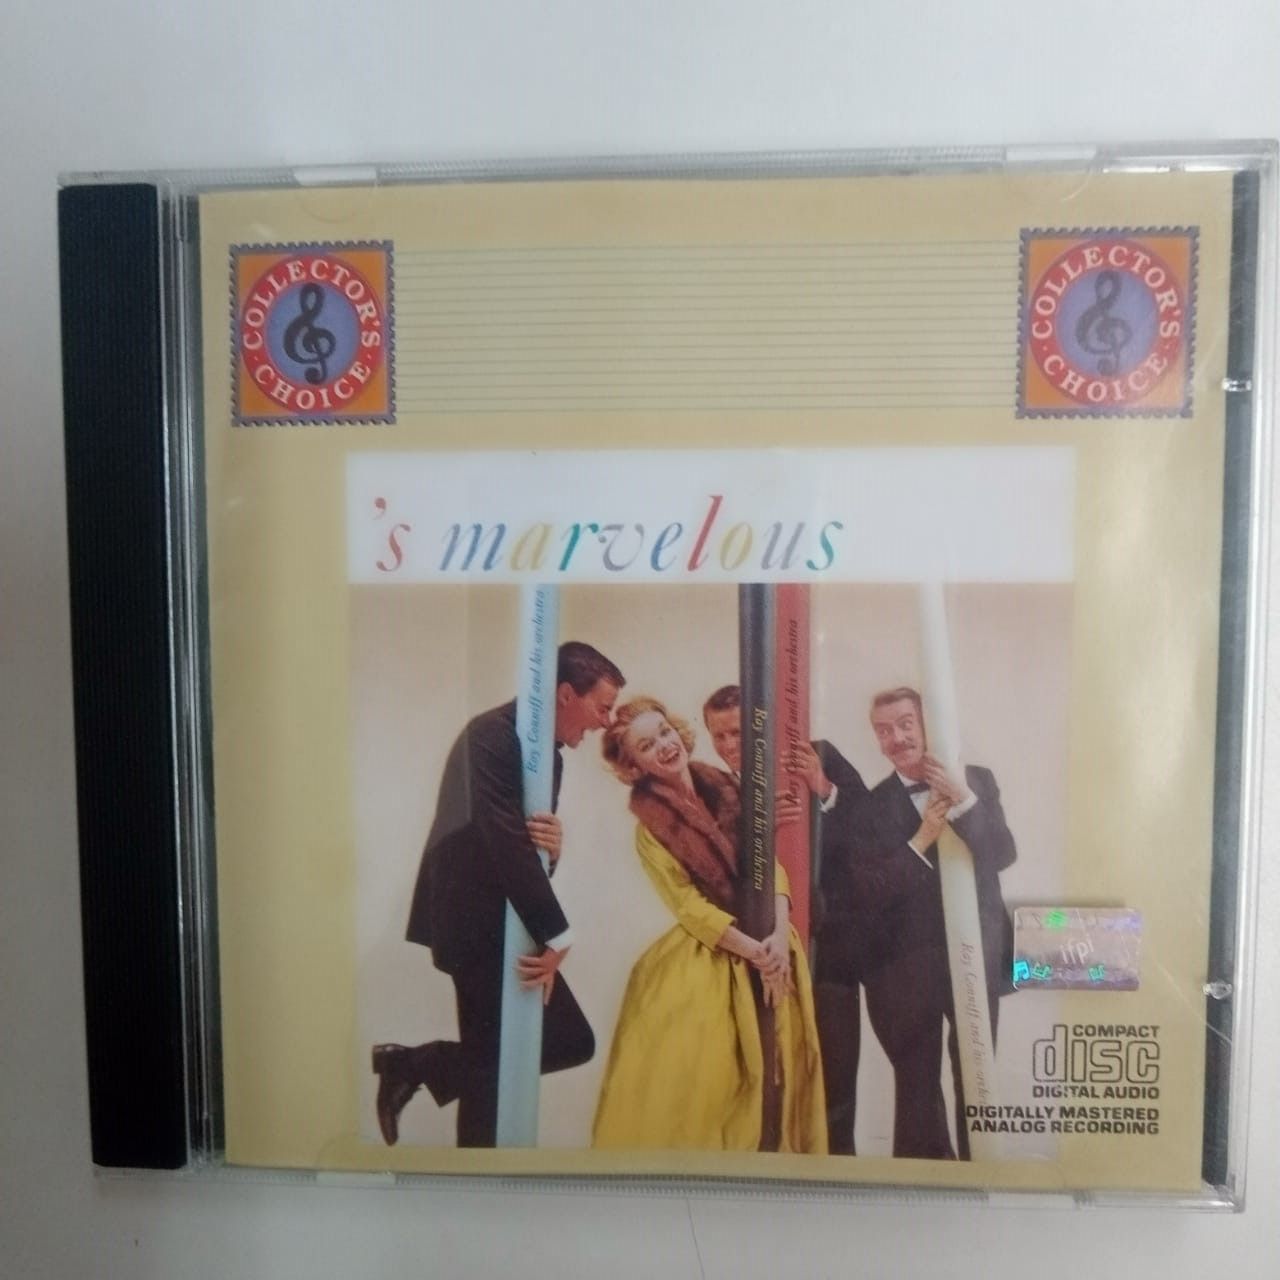 COLLECTOR'S CHOICE
COLLECTOR'S CHOICE
's marvelous
Ray Conniff and his orchestra
Ray Conniff and his orchestra
Ray Conniff and his orchestra
Ray Conniff and his
ifpi
COMPACT
disc
DIGITAL AUDIO
DIGITALLY MASTERED
ANALOG RECORDING